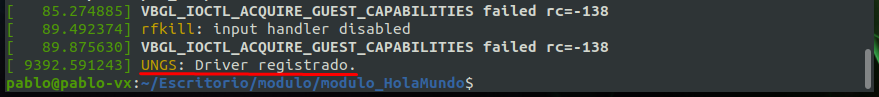 [   85.274885] VBGL_IOCTL_ACQUIRE_GUEST_CAPABILITIES failed rc=-138
[   89.492374] rfkill: input handler disabled
[   89.875630] VBGL_IOCTL_ACQUIRE_GUEST_CAPABILITIES failed rc=-138
[ 9392.591243] UNGS: Driver registrado.
pablo@pablo-vx:~/Escritorio/modulo/modulo_HolaMundo$